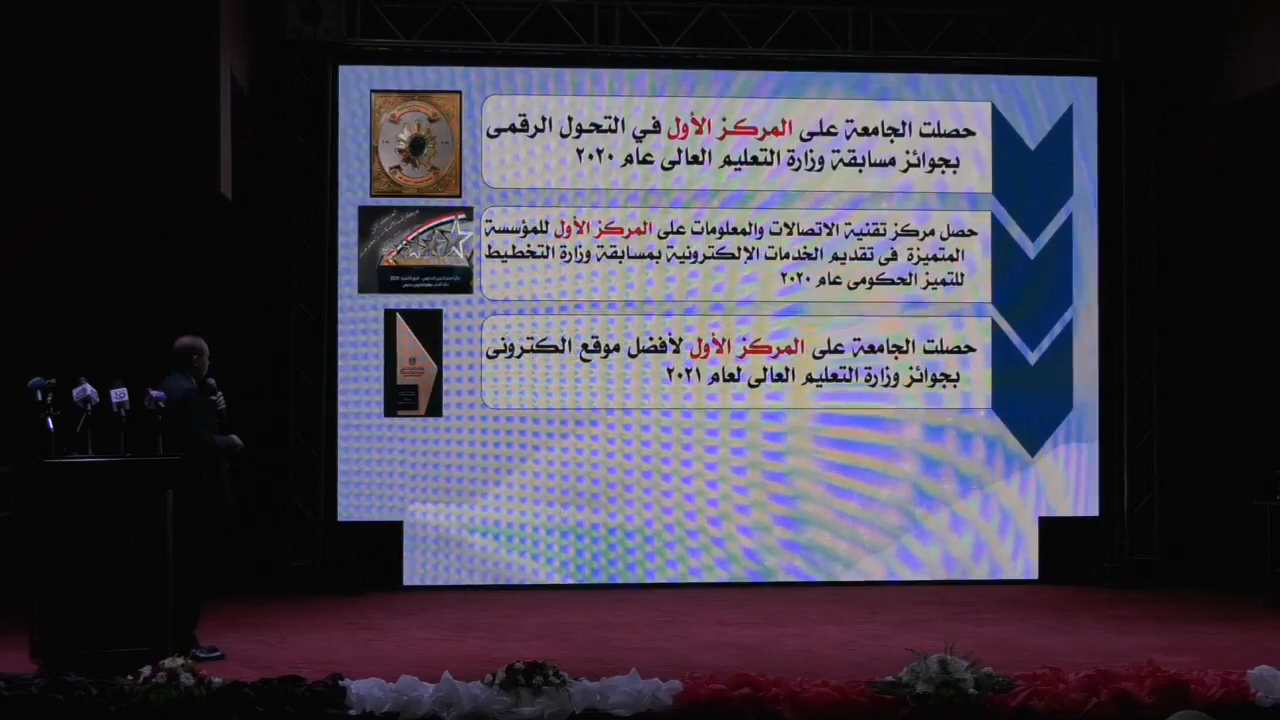 حصلت الجامعة على المركز الأول في التحول الرقمى
بجوائز مسابقة وزارة التعليم العالى عام ٢٠٢٠
حصل مركز تقنية الاتصالات والمعلومات على المركز الأول للمؤسسة
المتميزة فى تقديم الخدمات الإلكترونية بمسابقة وزارة التخطيط
للتميز الحكومى عام ٢٠٢٠
حصلت الجامعة على المركز الأول لأفضل موقع الكترونى
بجوائز وزارة التعليم العالى لعام ٢٠٢١